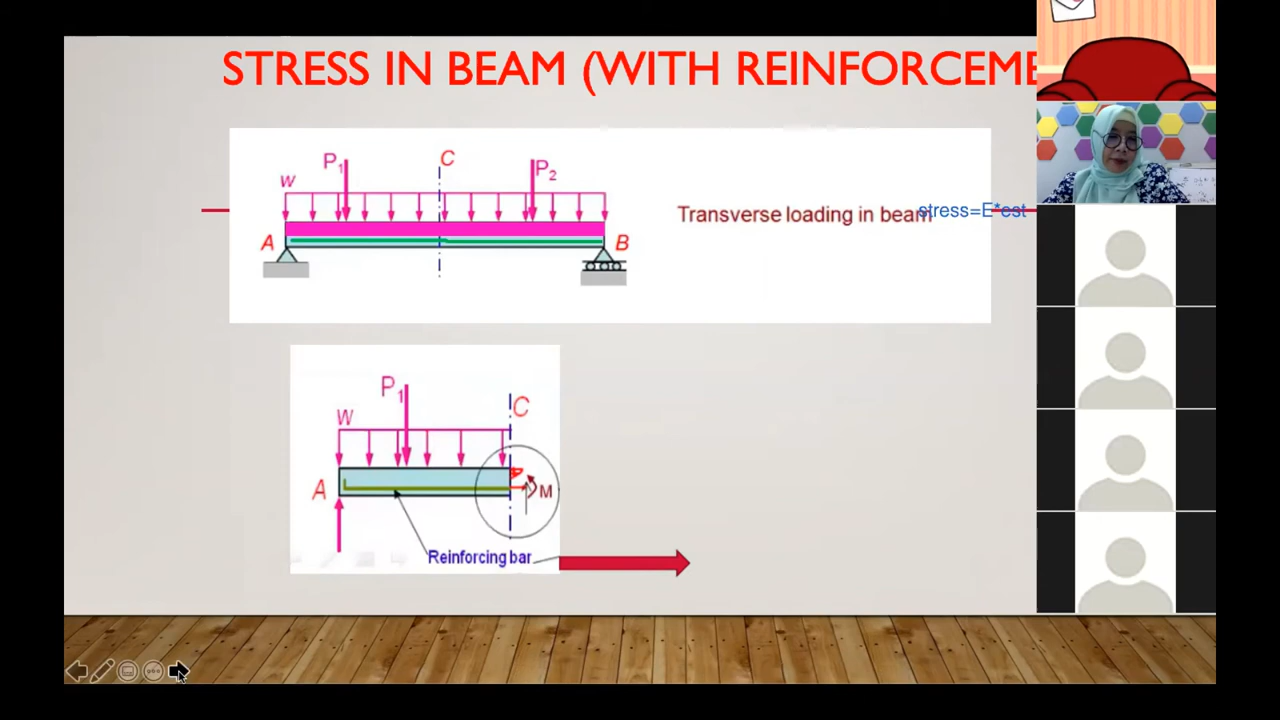 STRESS IN BEAM (WITH REINFORCEME
P1
C
P2
w
A
B
Transverse loading in beam
stress=E*est
P1
C
W
A
M
Reinforcing bar